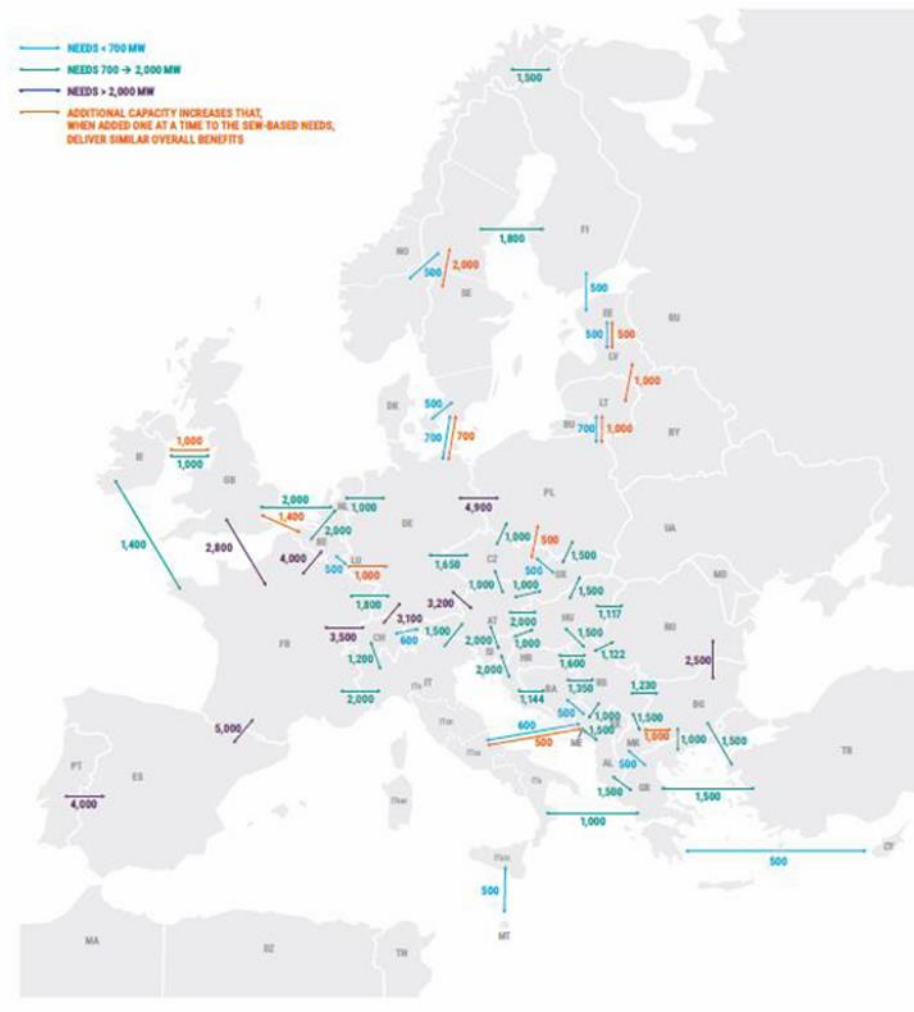 NEEDS < 700 MW
NEEDS 700 → 2,000 MW
NEEDS > 2,000 MW
ADDITIONAL CAPACITY INCREASES THAT,
WHEN ADDED ONE AT A TIME TO THE SEW-BASED NEEDS,
DELIVER SIMILAR OVERALL BENEFITS
1,500
1,800
FI
NO
500
2,000
SE
500
EE
RU
500
500
LV
1,000
LT
DK
500
RU
700
1,000
BY
700
700
1,000
IE
1,000
GB
PL
2,000
NL
1,000
4,900
1,400
2,000
DE
UA
1,400
2,800
BE
4,000
1,000
500
1,500
CZ
1,650
500
LU
1,000
500
MD
1,000
1,000
1,500
1,800
3,200
1,117
3,100
AT
2,000
HU
RO
3,500
CH
600
1,500
2,000
1,000
1,500
1,122
FR
1,200
SI
HR
1,600
2,500
2,000
IT
1,350
RS
1,230
2,000
1,144
BA
BG
5,000
500
1,000
1,500
600
1,500
1,000
1,000
1,500
500
ME
MK
PT
ES
AL
500
TR
4,000
1,500
GR
1,500
1,000
CY
500
500
MT
MA
DZ
TN